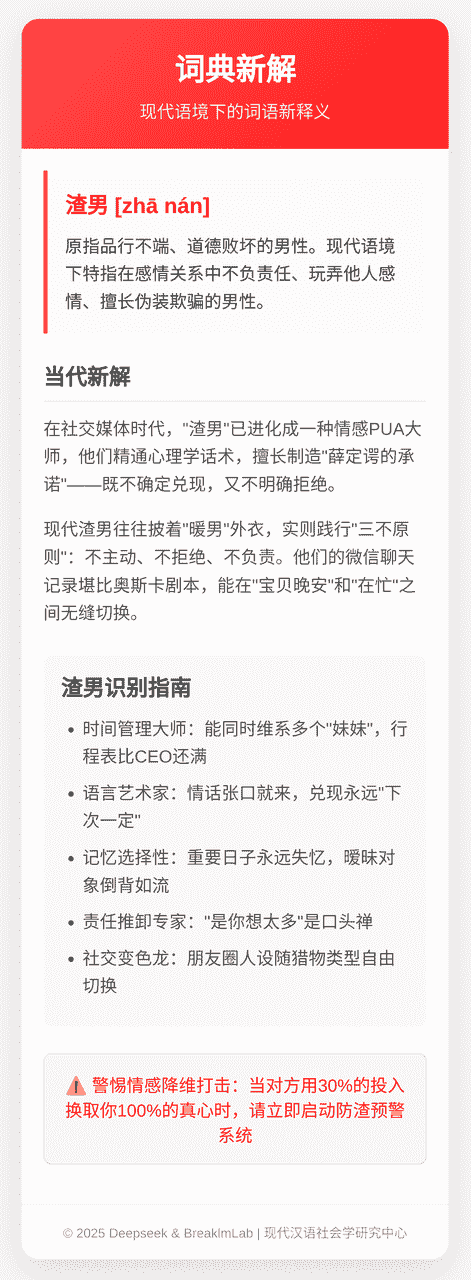 词典新解
现代语境下的词语新释义
渣男 [zhā nán]
原指品行不端、道德败坏的男性。现代语境
下特指在感情关系中不负责任、玩弄他人感
情、擅长伪装欺骗的男性。
当代新解
在社交媒体时代，"渣男"已进化成一种情感PUA大
师，他们精通心理学话术，擅长制造"薛定谔的承
诺"——既不确定兑现，又不明确拒绝。
现代渣男往往披着"暖男"外衣，实则践行"三不原
则"：不主动、不拒绝、不负责。他们的微信聊天
记录堪比奥斯卡剧本，能在"宝贝晚安"和"在忙"之
间无缝切换。
渣男识别指南
• 时间管理大师：能同时维系多个"妹妹"，行
程表比CEO还满
• 语言艺术家：情话张口就来，兑现永远"下
次一定"
• 记忆选择性：重要日子永远失忆，暧昧对
象倒背如流
• 责任推卸专家："是你想太多"是口头禅
• 社交变色龙：朋友圈人设随猎物类型自由
切换
⚠️ 警惕情感降维打击：当对方用30%的投入
换取你100%的真心时，请立即启动防渣预警
系统
© 2025 Deepseek & BreaklmLab | 现代汉语社会学研究中心